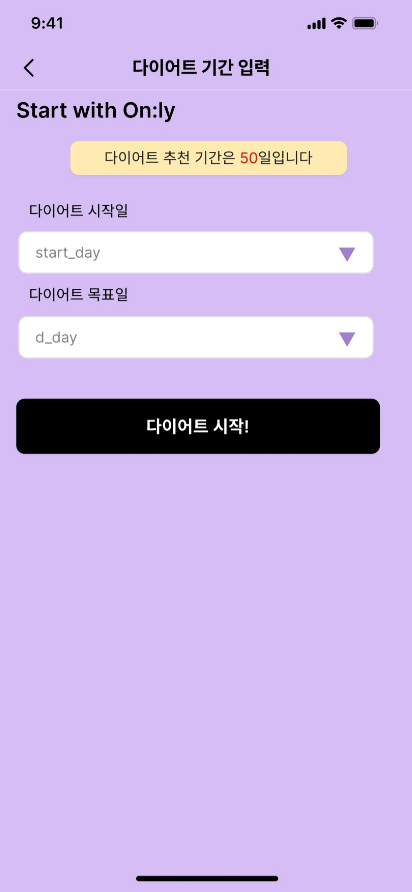 9:41
다이어트 기간 입력
Start with On:ly
다이어트 추천 기간은 50일입니다
다이어트 시작일
start_day
다이어트 목표일
d_day
다이어트 시작!